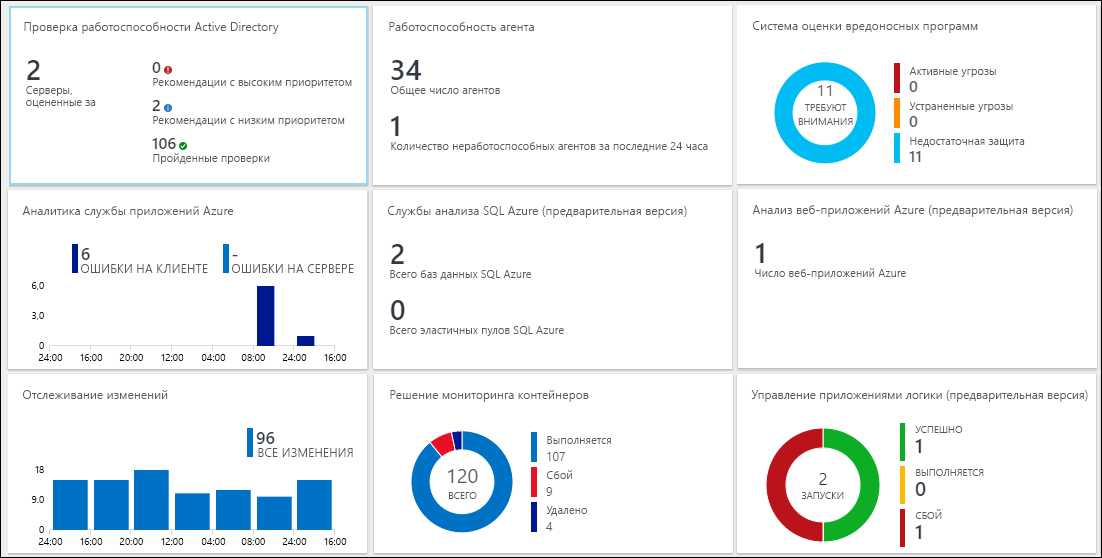 Проверка работоспособности Active Directory
2
Серверы,
оцененные за
0
Рекомендации с высоким приоритетом
2
Рекомендации с низким приоритетом
106
Пройденные проверки
Работоспособность агента
34
Общее число агентов
1
Количество неработоспособных агентов за последние 24 часа
Система оценки вредоносных программ
11
ТРЕБУЮТ
ВНИМАНИЯ
Активные угрозы
0
Устраненные угрозы
0
Недостаточная защита
11
Аналитика службы приложений Azure
6
ОШИБКИ НА КЛИЕНТЕ
-
ОШИБКИ НА СЕРВЕРЕ
6,0
3,0
0
24:00 16:00 20:00 12:00 04:00 08:00 24:00 16:00
Службы анализа SQL Azure (предварительная версия)
2
Всего баз данных SQL Azure
0
Всего эластичных пулов SQL Azure
Анализ веб-приложений Azure (предварительная версия)
1
Число веб-приложений Azure
Отслеживание изменений
96
ВСЕ ИЗМЕНЕНИЯ
18
9.0
0
24:00 16:00 20:00 12:00 04:00 08:00 24:00 16:00
Решение мониторинга контейнеров
120
ВСЕГО
Выполняется
107
Сбой
9
Удалено
4
Управление приложениями логики (предварительная версия)
2
ЗАПУСКИ
УСПЕШНО
1
ВЫПОЛНЯЕТСЯ
0
СБОЙ
1